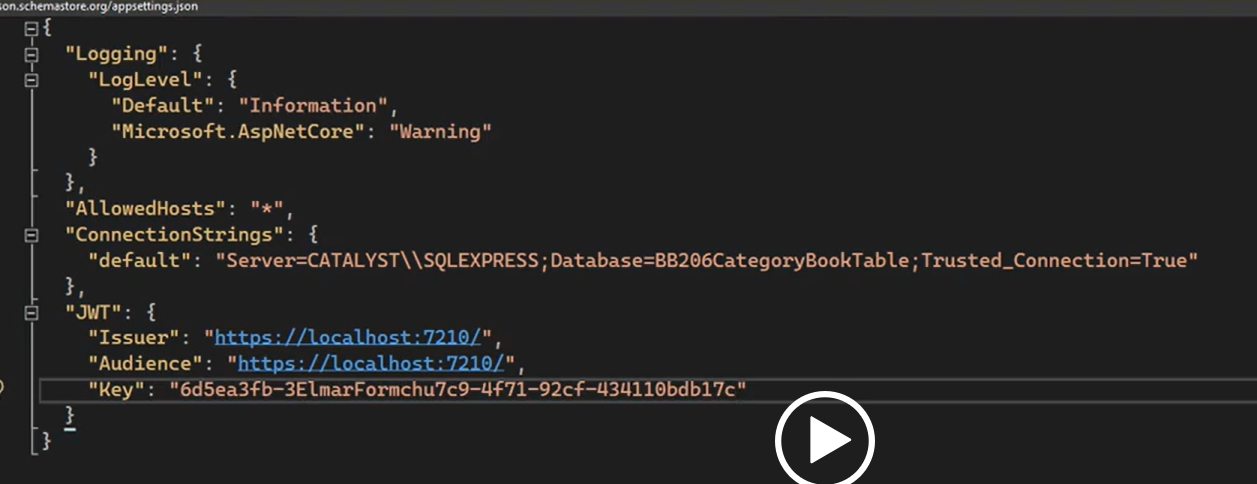 son.schemastore.org/appsettings.json
{
"Logging": {
"LogLevel": {
"Default": "Information",
"Microsoft.AspNetCore": "Warning"
}
},
"AllowedHosts": "*",
"ConnectionStrings": {
"default": "Server=CATALYST\\SQLEXPRESS;Database=BB206CategoryBookTable;Trusted_Connection=True"
},
"JWT": {
"Issuer": "https://localhost:7210/",
"Audience": "https://localhost:7210/",
"Key": "6d5ea3fb-3ElmarFormchu7c9-4f71-92cf-434110bdb17c"
}
}